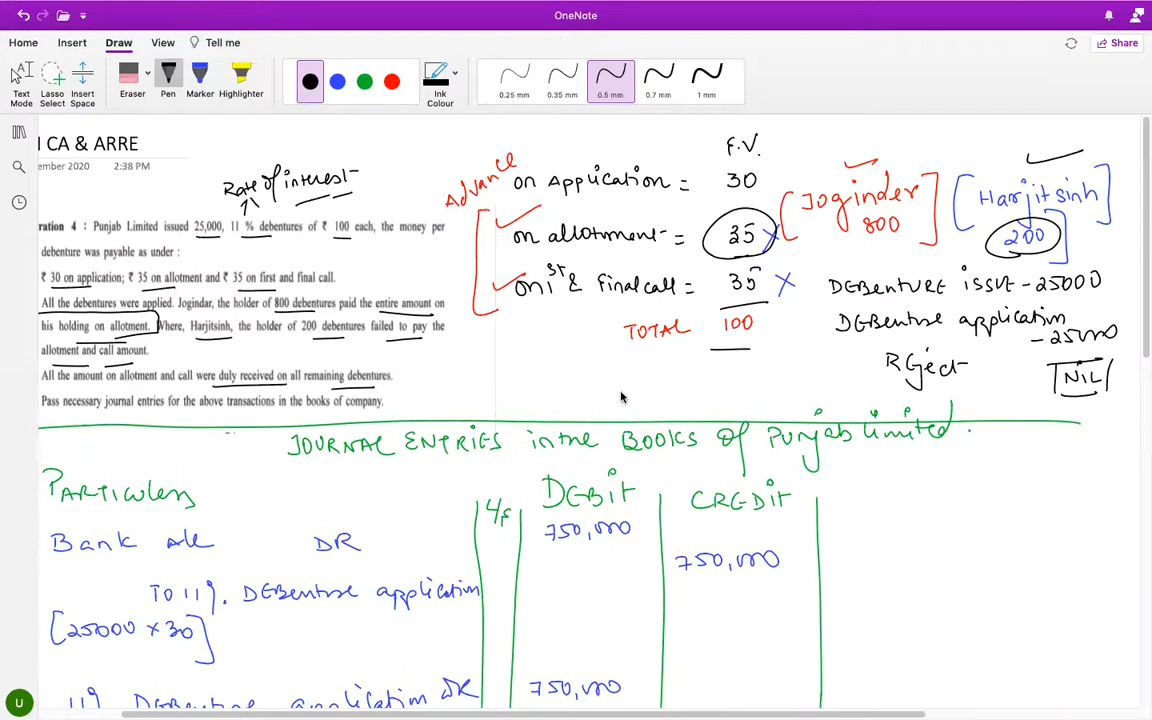 OneNote
Home Insert Draw View Tell me
Share
Text Mode
Lasso Select
Insert Space
Eraser
Pen
Marker
Highlighter
Ink Colour
0.25 mm
0.35 mm
0.5 mm
0.7 mm
1 mm
CA & ARRE
ember 2020 2:38 PM
Rate of interest
ration 4 : Punjab Limited issued 25,000, 11 % debentures of ₹ 100 each, the money per
debenture was payable as under :
₹ 30 on application; ₹ 35 on allotment and ₹ 35 on first and final call.
All the debentures were applied. Jogindar, the holder of 800 debentures paid the entire amount on
his holding on allotment. Where, Harjitsinh, the holder of 200 debentures failed to pay the
allotment and call amount.
All the amount on allotment and call were duly received on all remaining debentures.
Pass necessary journal entries for the above transactions in the books of company.
Advance
F.V.
on Application = 30
on allotment = 35 X
on 1st & final call = 35 X
TOTAL 100
[Joginder 800]
[Harjitsinh 200]
DEBENTURE issue - 25000
DEBenture application - 25000
Reject NIL
JOURNAL ENTRIES in the BOOKS of Punjab limited.
Particulars L/f DEBIT CREDIT
Bank A/c DR 750,000
To 11%. DEBenture application 750,000
[25000 x 30]
11% DEBenture application DR 750,000
U